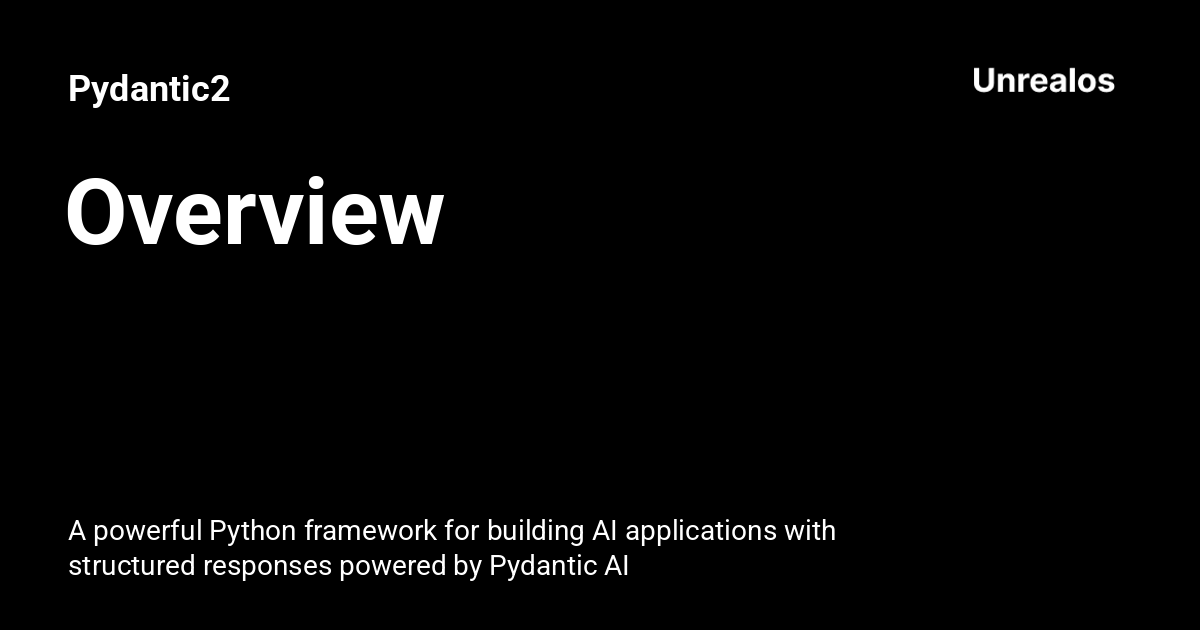 Pydantic2
Unrealos
Overview
A powerful Python framework for building AI applications with
structured responses powered by Pydantic AI